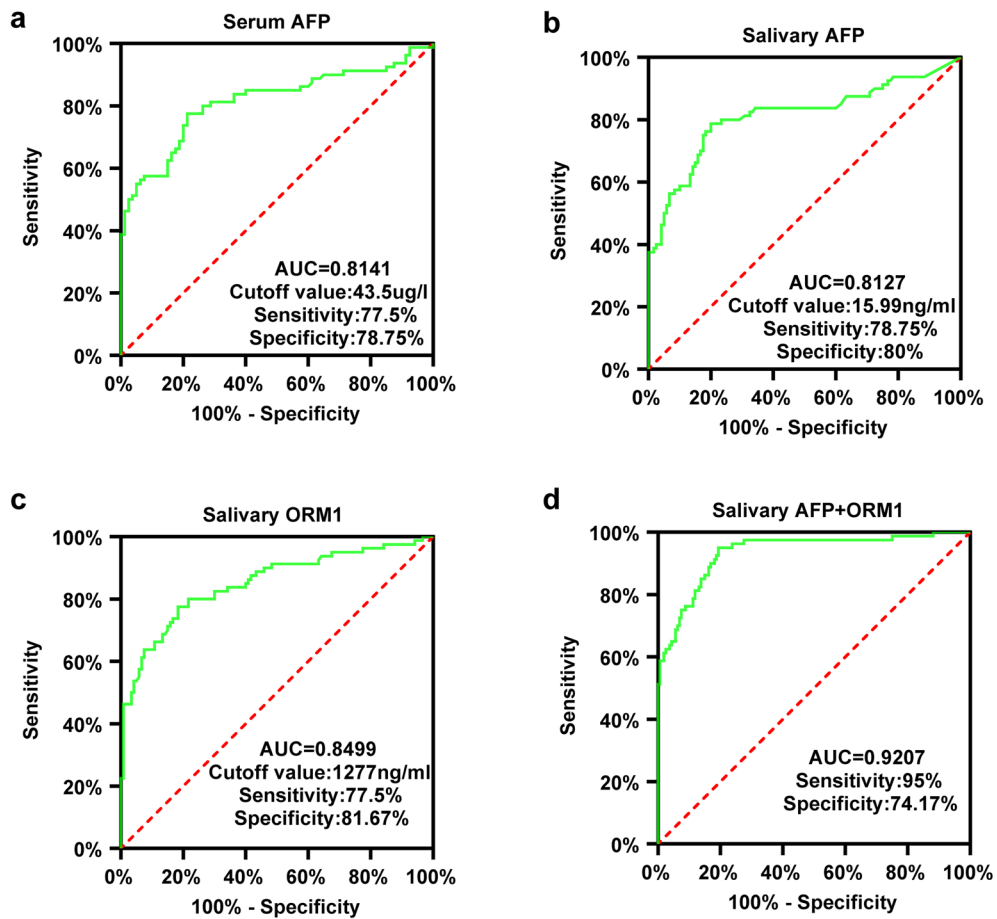 a
Serum AFP
100%
80%
60%
40%
20%
0%
Sensitivity
AUC=0.8141
Cutoff value:43.5ug/l
Sensitivity:77.5%
Specificity:78.75%
0% 20% 40% 60% 80% 100%
100% - Specificity
b
Salivary AFP
100%
80%
60%
40%
20%
0%
Sensitivity
AUC=0.8127
Cutoff value:15.99ng/ml
Sensitivity:78.75%
Specificity:80%
0% 20% 40% 60% 80% 100%
100% - Specificity
c
Salivary ORM1
100%
80%
60%
40%
20%
0%
Sensitivity
AUC=0.8499
Cutoff value:1277ng/ml
Sensitivity:77.5%
Specificity:81.67%
0% 20% 40% 60% 80% 100%
100% - Specificity
d
Salivary AFP+ORM1
100%
80%
60%
40%
20%
0%
Sensitivity
AUC=0.9207
Sensitivity:95%
Specificity:74.17%
0% 20% 40% 60% 80% 100%
100% - Specificity